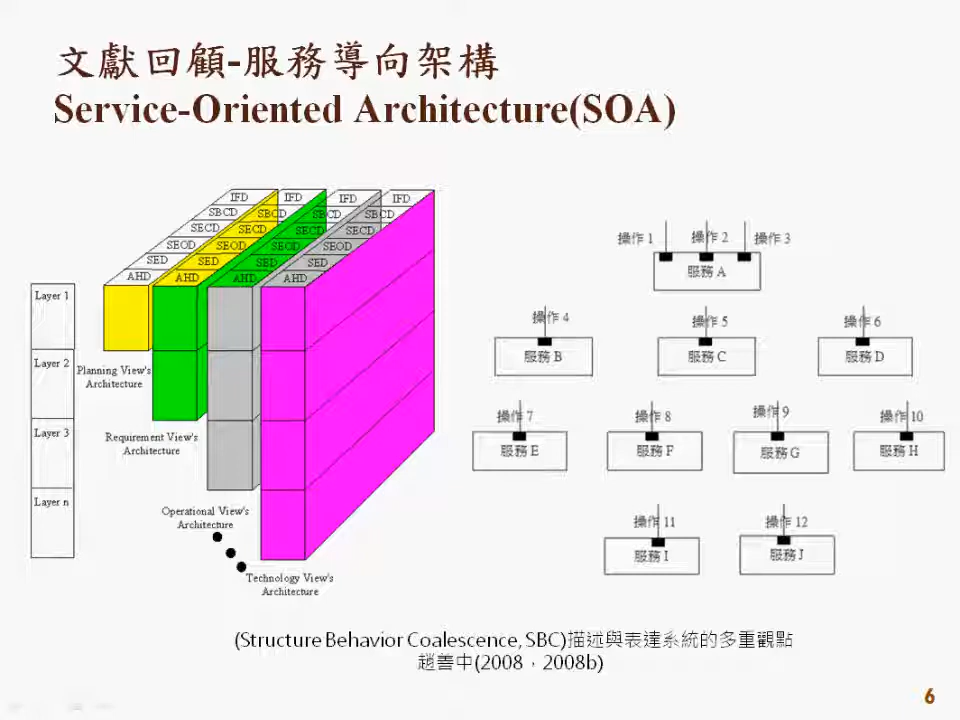 文獻回顧-服務導向架構
Service-Oriented Architecture(SOA)
IFD IFD IFD IFD
SBCD SBCD SBCD SBCD
SECD SECD SECD SECD
SEOD SEOD SECD SEOD
SED SED SED SED
AHD AHD AHD AHD
Layer 1
Layer 2
Layer 3
Layer n
Planning View's
Architecture
Requirement View's
Architecture
Operational View's
Architecture
Technology View's
Architecture
操作 1 操作 2 操作 3
服務 A
操作 4 操作 5 操作 6
服務 B 服務 C 服務 D
操作 7 操作 8 操作 9 操作 10
服務 E 服務 F 服務 G 服務 H
操作 11 操作 12
服務 I 服務 J
(Structure Behavior Coalescence, SBC)描述與表達系統的多重觀點
趙善中(2008，2008b)
6